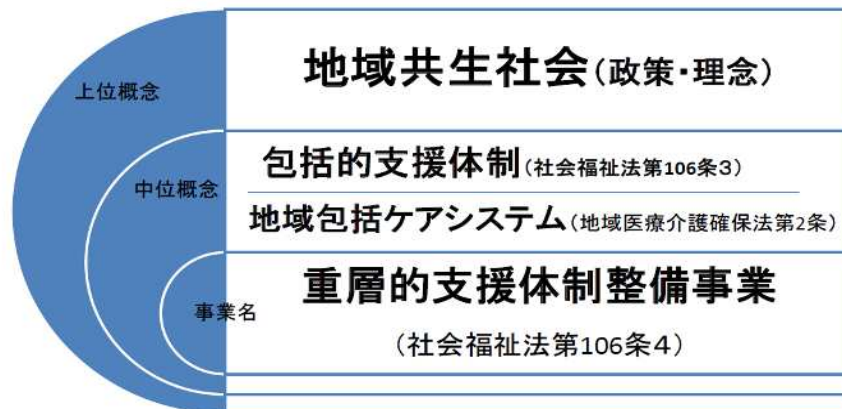 上位概念
地域共生社会（政策・理念）
中位概念
包括的支援体制（社会福祉法第106条3）
地域包括ケアシステム（地域医療介護確保法第2条）
事業名
重層的支援体制整備事業
（社会福祉法第106条4）